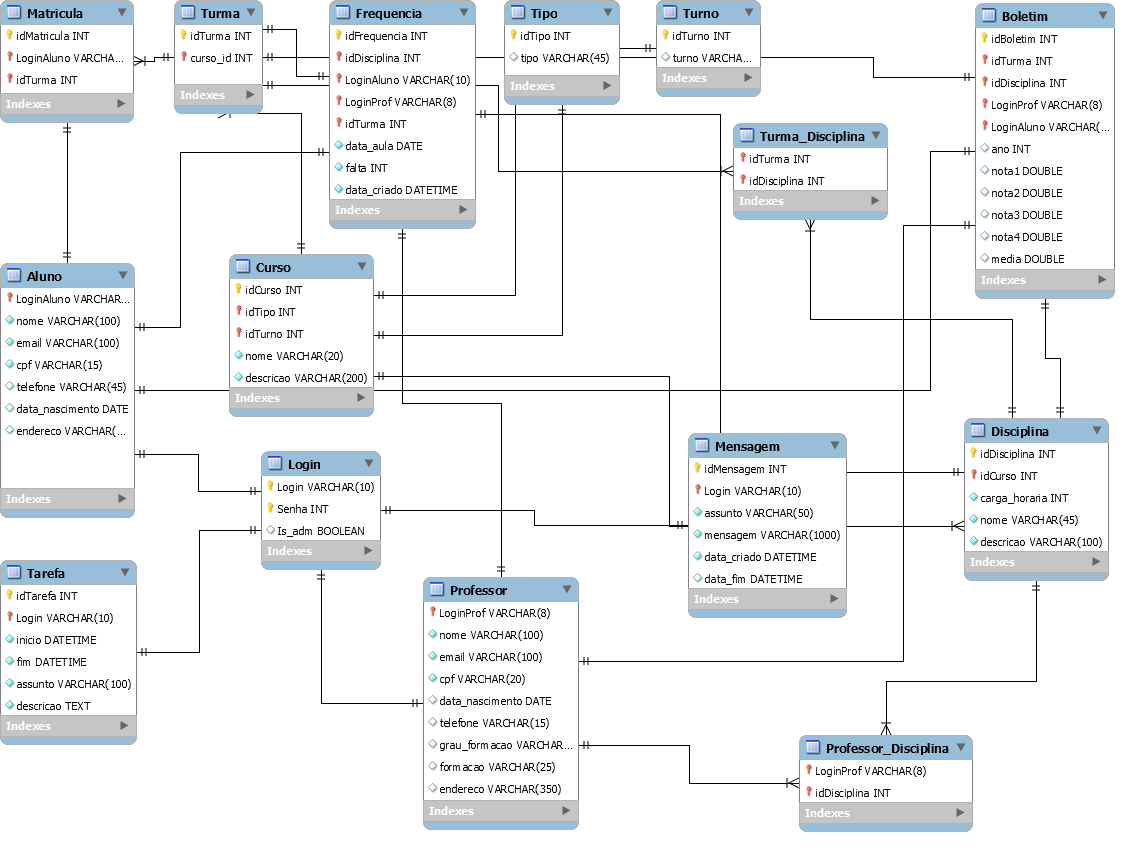 Matricula
idMatricula INT
LoginAluno VARCHA...
idTurma INT
Indexes
Turma
idTurma INT
curso_id INT
Indexes
Frequencia
idFrequencia INT
idDisciplina INT
LoginAluno VARCHAR(10)
LoginProf VARCHAR(8)
idTurma INT
data_aula DATE
falta INT
data_criado DATETIME
Indexes
Tipo
idTipo INT
tipo VARCHAR(45)
Indexes
Turno
idTurno INT
turno VARCHA...
Indexes
Boletim
idBoletim INT
idTurma INT
idDisciplina INT
LoginProf VARCHAR(8)
LoginAluno VARCHAR(...
ano INT
nota1 DOUBLE
nota2 DOUBLE
nota3 DOUBLE
nota4 DOUBLE
media DOUBLE
Indexes
Turma_Disciplina
idTurma INT
idDisciplina INT
Indexes
Aluno
LoginAluno VARCHAR...
nome VARCHAR(100)
email VARCHAR(100)
cpf VARCHAR(15)
telefone VARCHAR(45)
data_nascimento DATE
endereco VARCHAR(...
Indexes
Curso
idCurso INT
idTipo INT
idTurno INT
nome VARCHAR(20)
descricao VARCHAR(200)
Indexes
Login
Login VARCHAR(10)
Senha INT
Is_adm BOOLEAN
Indexes
Mensagem
idMensagem INT
Login VARCHAR(10)
assunto VARCHAR(50)
mensagem VARCHAR(1000)
data_criado DATETIME
data_fim DATETIME
Indexes
Disciplina
idDisciplina INT
idCurso INT
carga_horaria INT
nome VARCHAR(45)
descricao VARCHAR(100)
Indexes
Tarefa
idTarefa INT
Login VARCHAR(10)
inicio DATETIME
fim DATETIME
assunto VARCHAR(100)
descricao TEXT
Indexes
Professor
LoginProf VARCHAR(8)
nome VARCHAR(100)
email VARCHAR(100)
cpf VARCHAR(20)
data_nascimento DATE
telefone VARCHAR(15)
grau_formacao VARCHAR...
formacao VARCHAR(25)
endereco VARCHAR(350)
Indexes
Professor_Disciplina
LoginProf VARCHAR(8)
idDisciplina INT
Indexes